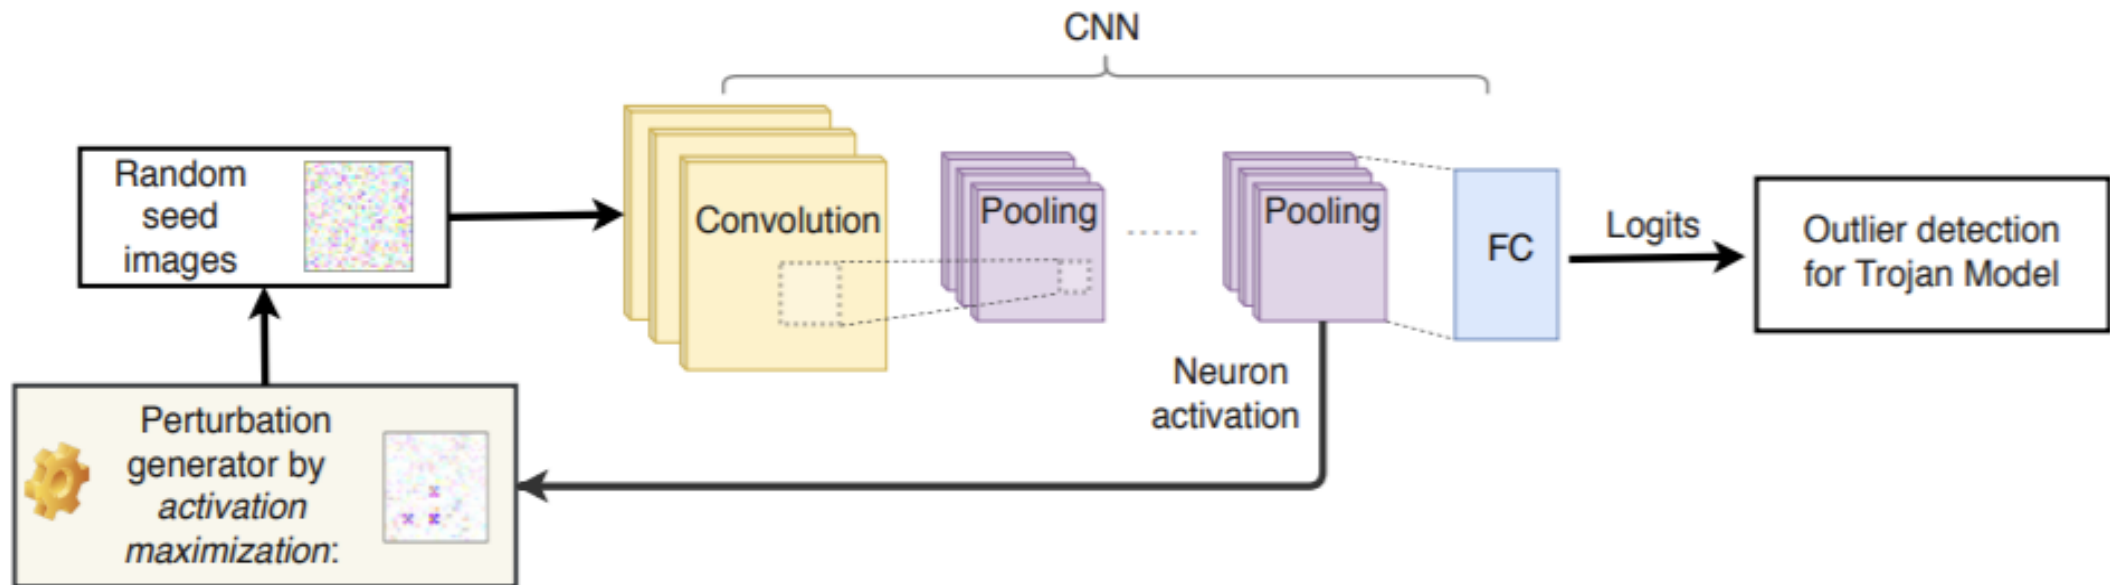 CNN
Random
seed
images
Convolution
Pooling
Pooling
FC
Logits
Outlier detection
for Trojan Model
Neuron
activation
Perturbation
generator by
activation
maximization: